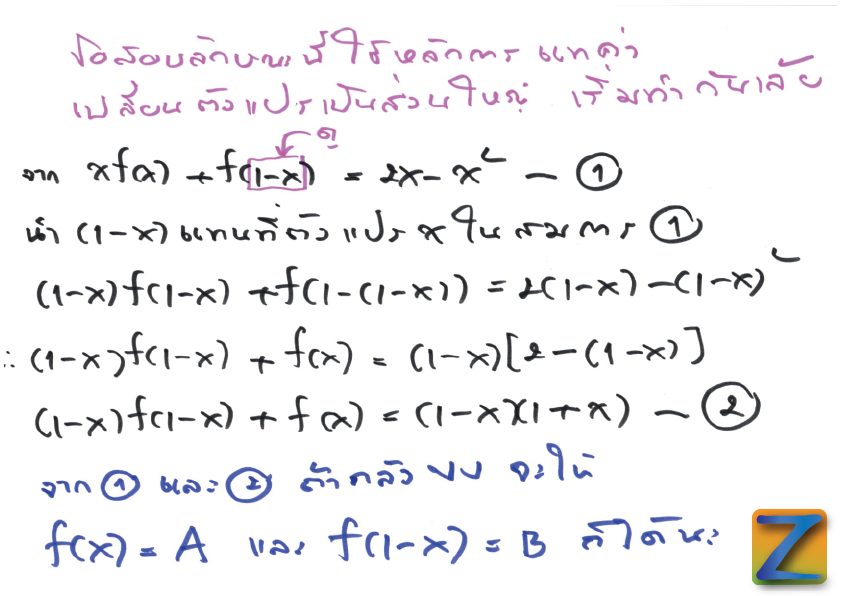 ข้อสอบลักษณะนี้ใช้หลักการ แทนค่า
เปลี่ยนตัวแปรเป็นส่วนใหญ่ เริ่มทำกันเลย
ดู
จาก xf(x) + f(1-x) = 2x - x² — ①
นำ (1-x) แทนที่ตัวแปร x ในสมการ ①
(1-x)f(1-x) + f(1-(1-x)) = 2(1-x) - (1-x)²
∴ (1-x)f(1-x) + f(x) = (1-x)[2-(1-x)]
(1-x)f(1-x) + f(x) = (1-x)(1+x) — ②
จาก ① และ ② ถ้ากลัว งง จะให้
f(x) = A และ f(1-x) = B ก็ได้นะ
Z